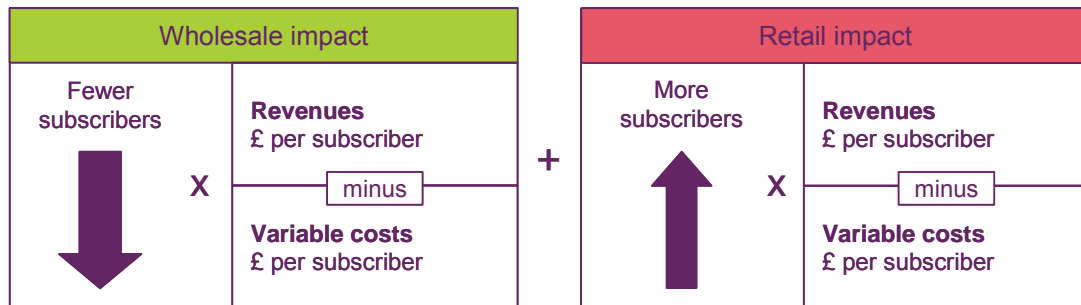 Wholesale impact
Fewer
subscribers
X
Revenues
£ per subscriber
minus
Variable costs
£ per subscriber
+
Retail impact
More
subscribers
X
Revenues
£ per subscriber
minus
Variable costs
£ per subscriber